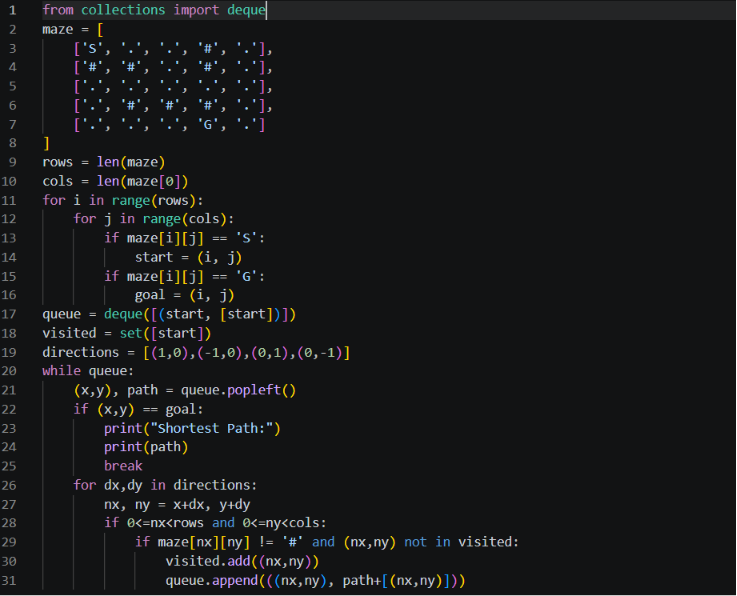 1 from collections import deque
2 maze = [
3     ['S', '.', '.', '#', '.'],
4     ['#', '#', '.', '#', '.'],
5     ['.', '.', '.', '.', '.'],
6     ['.', '#', '#', '#', '.'],
7     ['.', '.', '.', 'G', '.']
8 ]
9 rows = len(maze)
10 cols = len(maze[0])
11 for i in range(rows):
12     for j in range(cols):
13         if maze[i][j] == 'S':
14             start = (i, j)
15         if maze[i][j] == 'G':
16             goal = (i, j)
17 queue = deque([(start, [start])])
18 visited = set([start])
19 directions = [(1,0),(-1,0),(0,1),(0,-1)]
20 while queue:
21     (x,y), path = queue.popleft()
22     if (x,y) == goal:
23         print("Shortest Path:")
24         print(path)
25         break
26     for dx,dy in directions:
27         nx, ny = x+dx, y+dy
28         if 0<=nx<rows and 0<=ny<cols:
29             if maze[nx][ny] != '#' and (nx,ny) not in visited:
30                 visited.add((nx,ny))
31                 queue.append(((nx,ny), path+[(nx,ny)]))